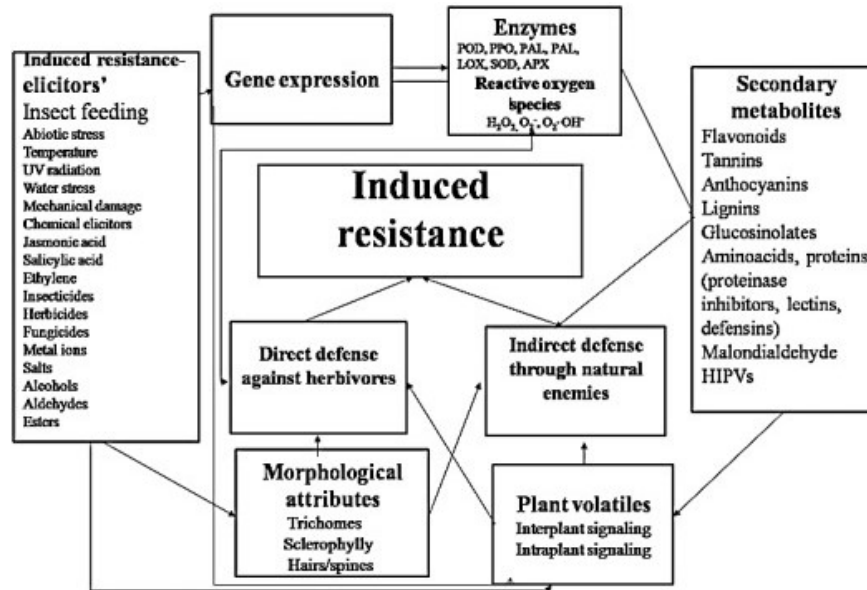 Induced resistance-
elicitors'
Insect feeding
Abiotic stress
Temperature
UV radiation
Water stress
Mechanical damage
Chemical elicitors
Jasmonic acid
Salicylic acid
Ethylene
Insecticides
Herbicides
Fungicides
Metal ions
Salts
Alcohols
Aldehydes
Esters
Gene expression
Enzymes
POD, PPO, PAL, PAL,
LOX, SOD, APX
Reactive oxygen
species
Secondary
metabolites
Flavonoids
Tannins
Anthocyanins
Lignins
Glucosinolates
Aminoacids, proteins
(proteinase
inhibitors, lectins,
defensins)
Malondialdehyde
HIPVs
Induced
resistance
Direct defense
against herbivores
Indirect defense
through natural
enemies
Morphological
attributes
Trichomes
Sclerophylly
Hairs/spines
Plant volatiles
Interplant signaling
Intraplant signaling